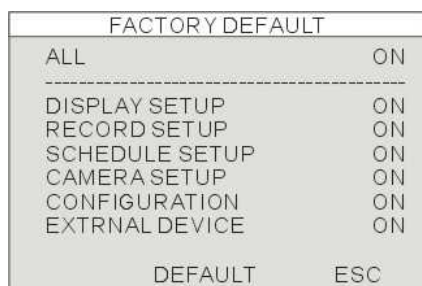 FACTORY DEFAULT
ALL ON
--------------------------------------------
DISPLAY SETUP ON
RECORD SETUP ON
SCHEDULE SETUP ON
CAMERA SETUP ON
CONFIGURATION ON
EXTRNAL DEVICE ON
DEFAULT ESC